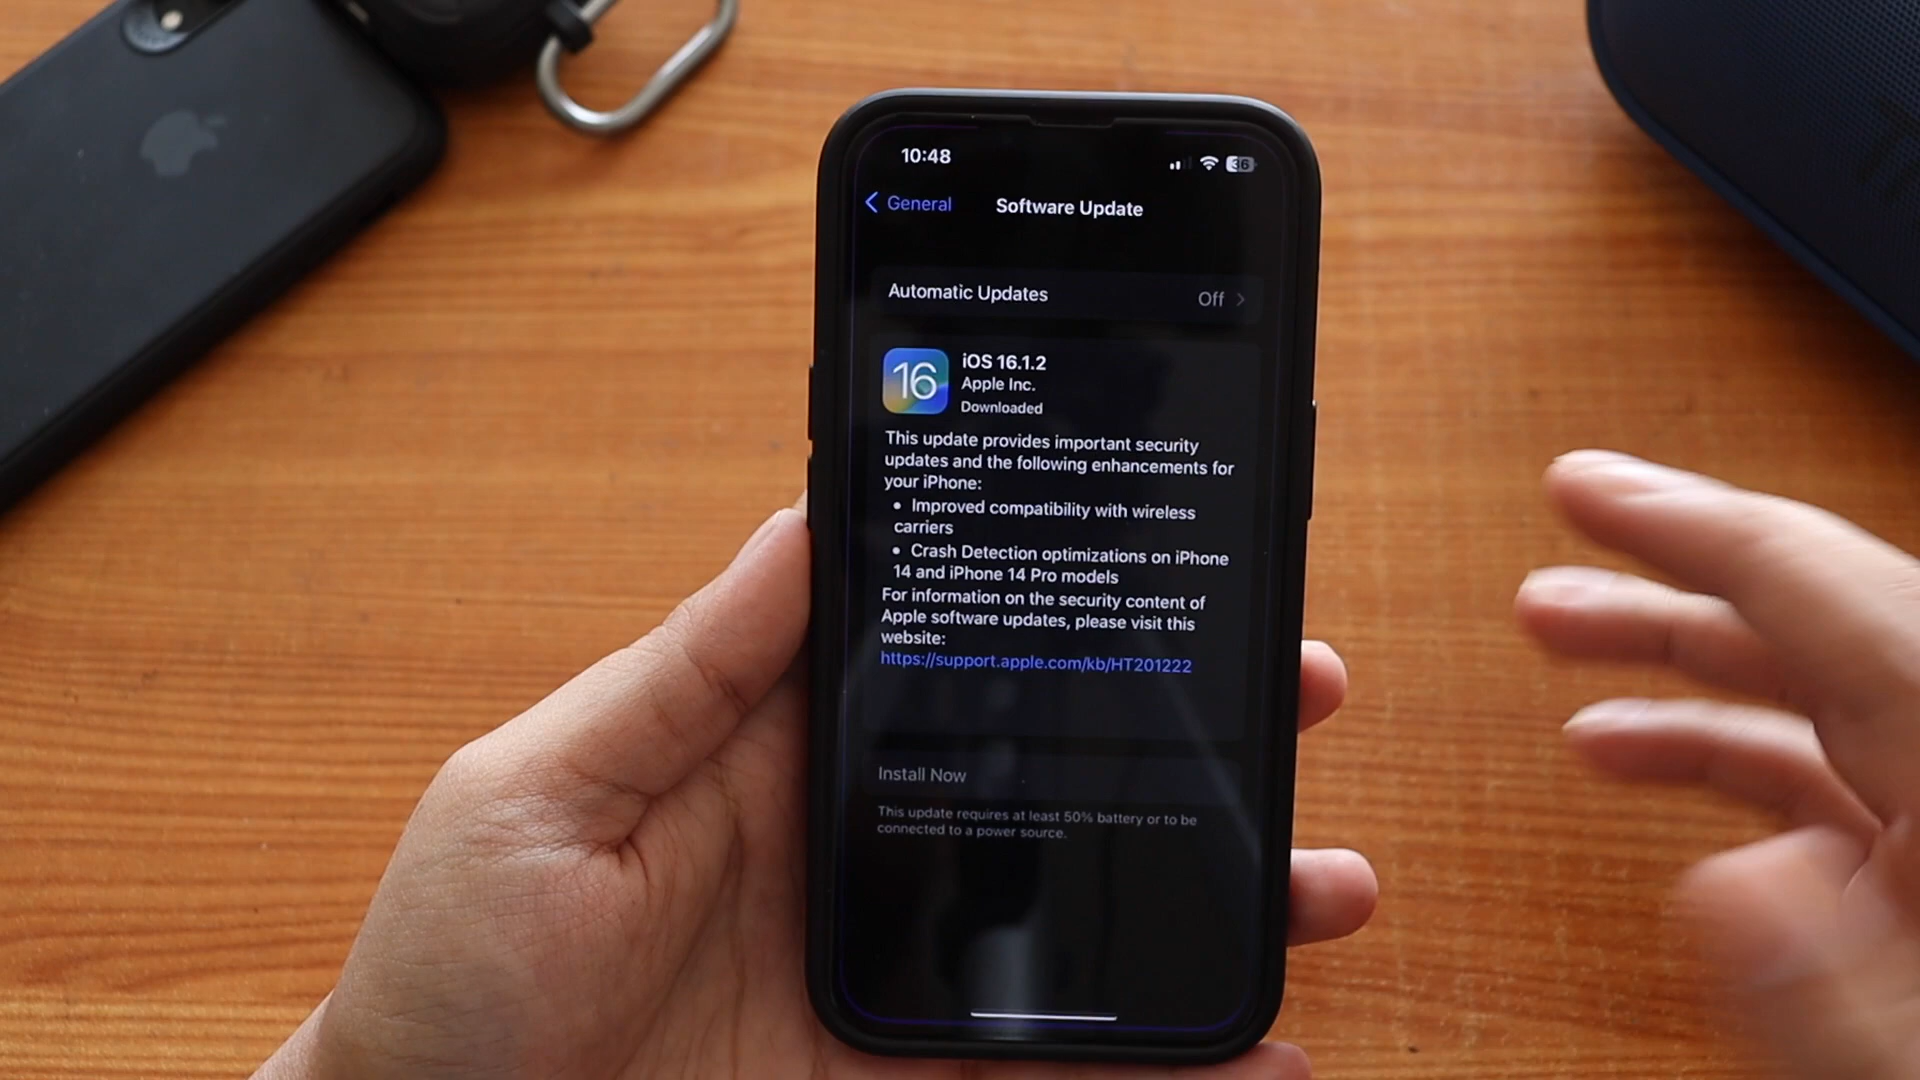 10:48
36
General
Software Update
Automatic Updates
Off
16
iOS 16.1.2
Apple Inc.
Downloaded
This update provides important security
updates and the following enhancements for
your iPhone:
• Improved compatibility with wireless
carriers
• Crash Detection optimizations on iPhone
14 and iPhone 14 Pro models
For information on the security content of
Apple software updates, please visit this
website:
https://support.apple.com/kb/HT201222
Install Now
This update requires at least 50% battery or to be
connected to a power source.